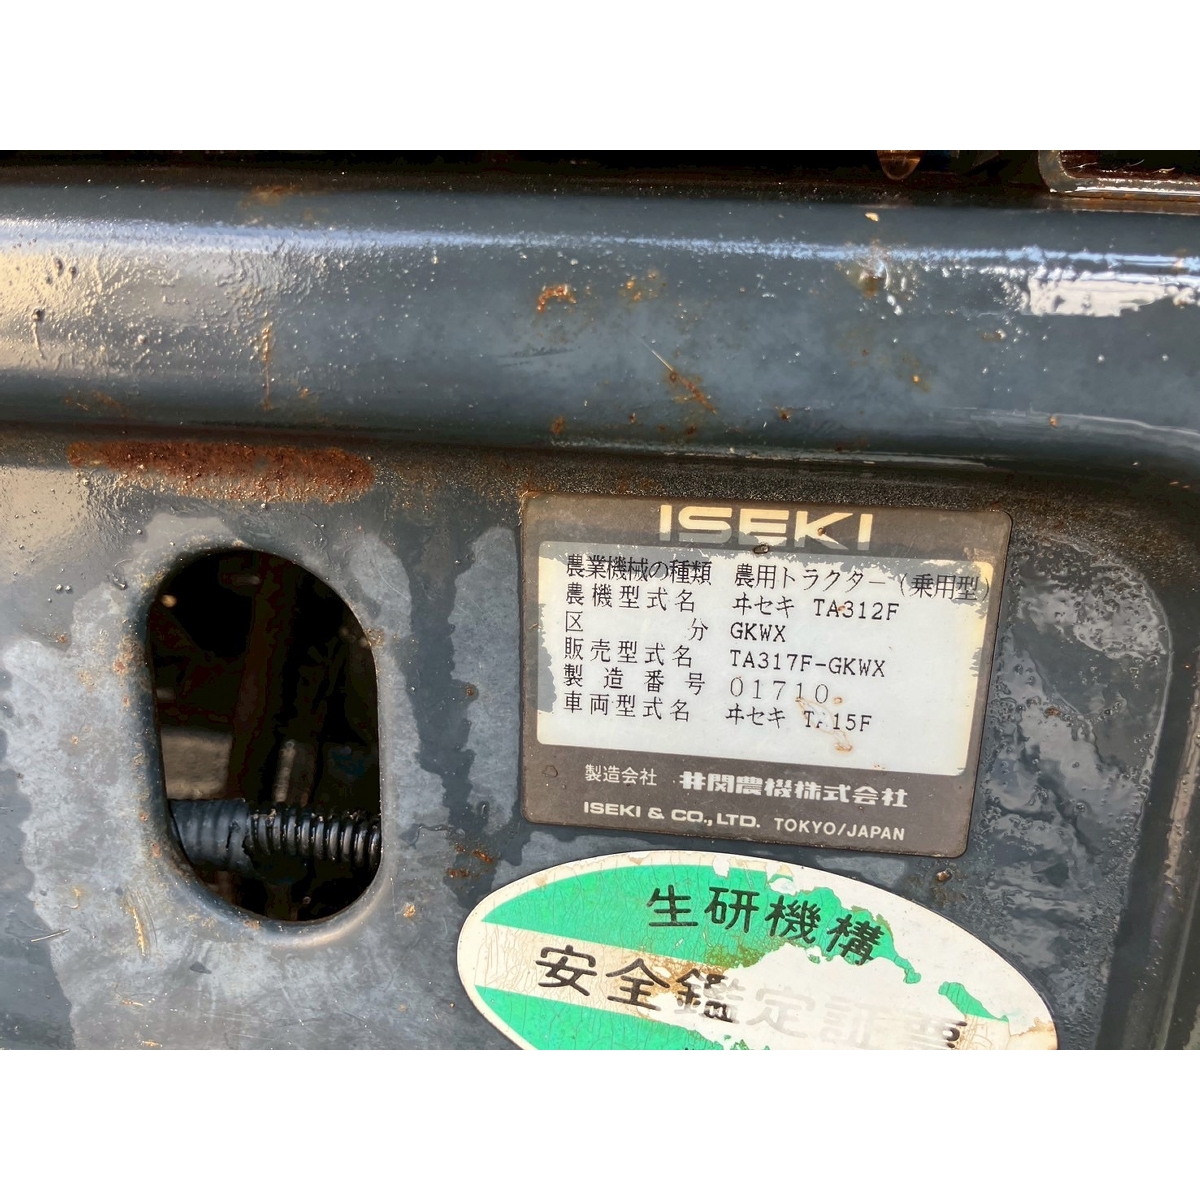 ISEKI
農業機械の種類 農用トラクター (乗用型)
農機型式名 ヰセキ TA312F
区分 GKWX
販売型式名 TA317F-GKWX
製造番号 01710
車両型式名 ヰセキ 15F
製造会社 井関農機株式会社
ISEKI & CO., LTD. TOKYO/JAPAN
生研機構
安全鑑定証票